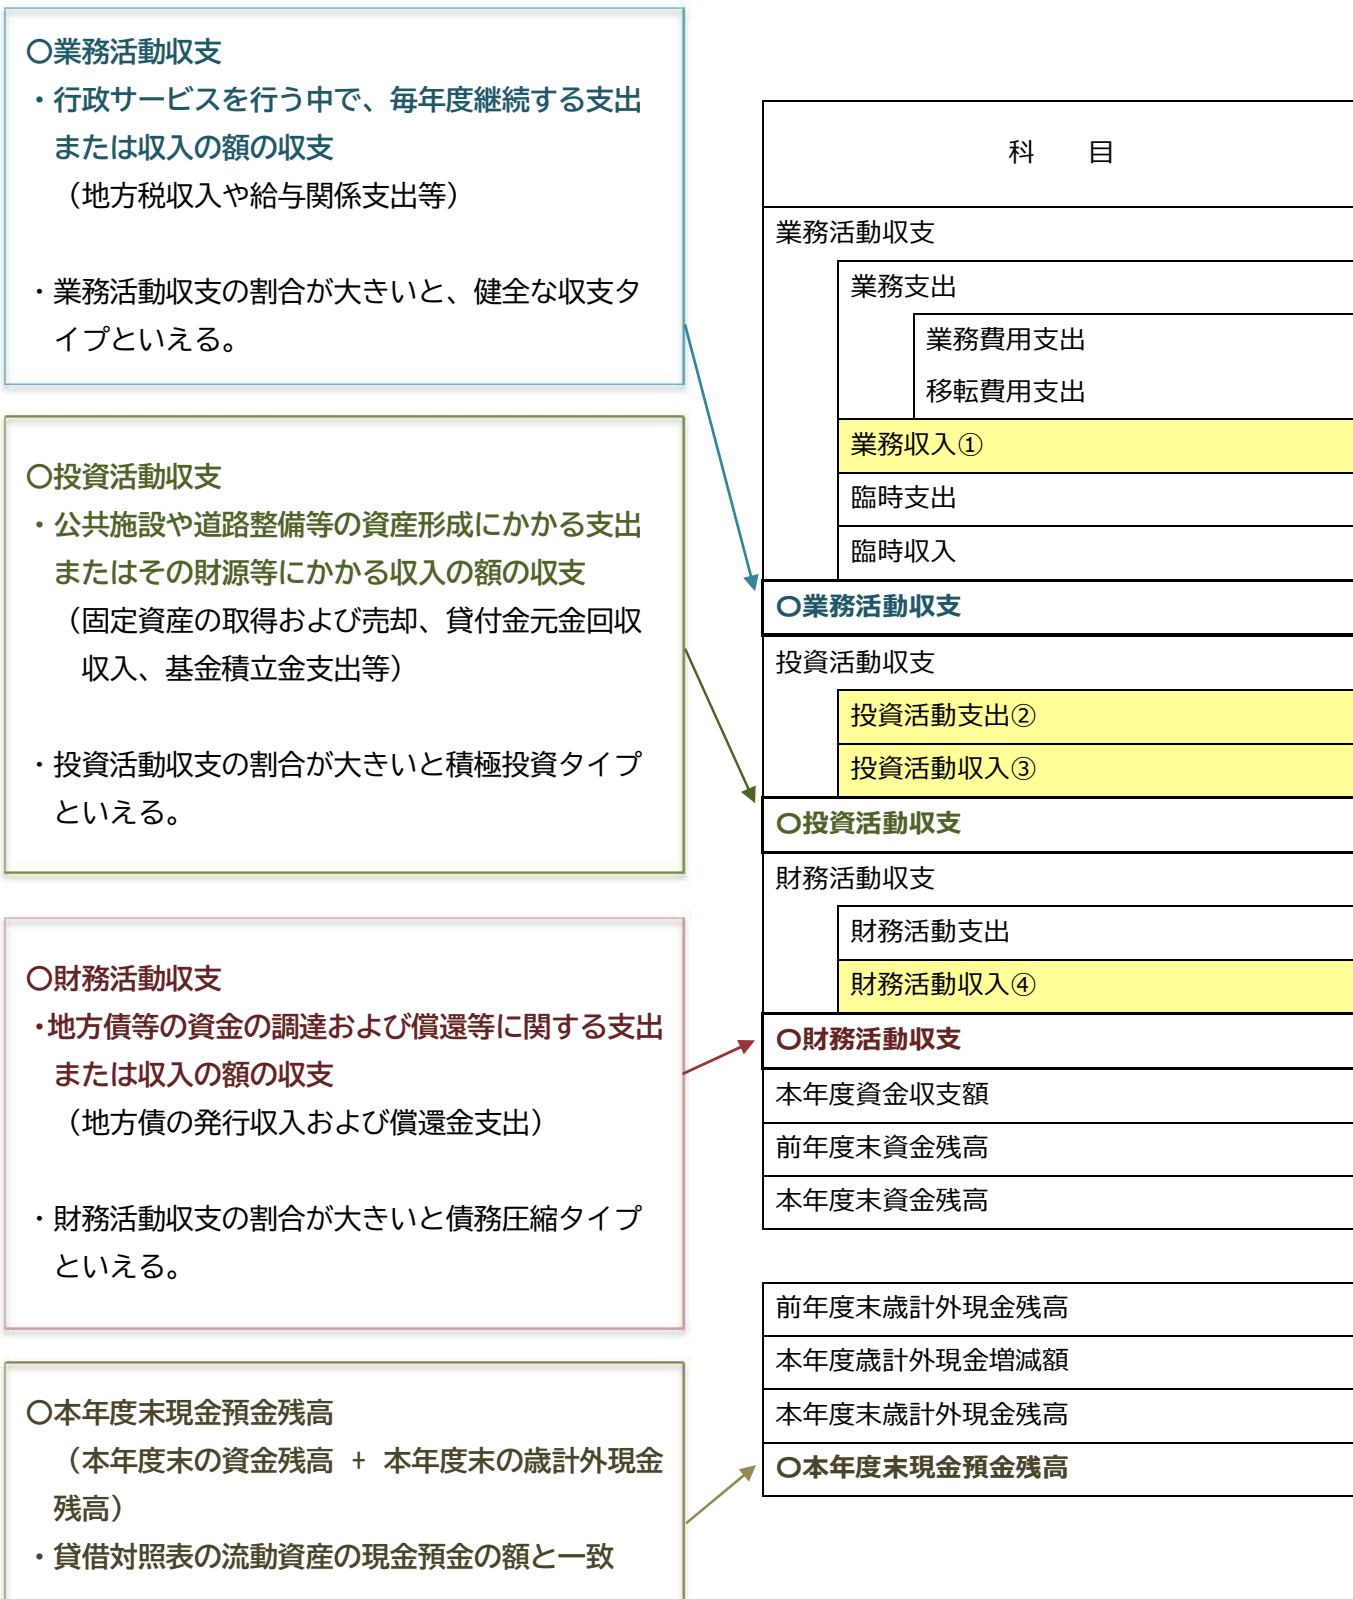 〇業務活動収支
・行政サービスを行う中で、毎年度継続する支出
または収入の額の収支
（地方税収入や給与関係支出等）
・業務活動収支の割合が大きいと、健全な収支タ
イプといえる。
〇投資活動収支
・公共施設や道路整備等の資産形成にかかる支出
またはその財源等にかかる収入の額の収支
（固定資産の取得および売却、貸付金元金回収
収入、基金積立金支出等）
・投資活動収支の割合が大きいと積極投資タイプ
といえる。
〇財務活動収支
・地方債等の資金の調達および償還等に関する支出
または収入の額の収支
（地方債の発行収入および償還金支出）
・財務活動収支の割合が大きいと債務圧縮タイプ
といえる。
〇本年度末現金預金残高
（本年度末の資金残高 + 本年度末の歳計外現金
残高）
・貸借対照表の流動資産の現金預金の額と一致
科　目
業務活動収支
業務支出
業務費用支出
移転費用支出
業務収入①
臨時支出
臨時収入
〇業務活動収支
投資活動収支
投資活動支出②
投資活動収入③
〇投資活動収支
財務活動収支
財務活動支出
財務活動収入④
〇財務活動収支
本年度資金収支額
前年度末資金残高
本年度末資金残高
前年度末歳計外現金残高
本年度歳計外現金増減額
本年度末歳計外現金残高
〇本年度末現金預金残高